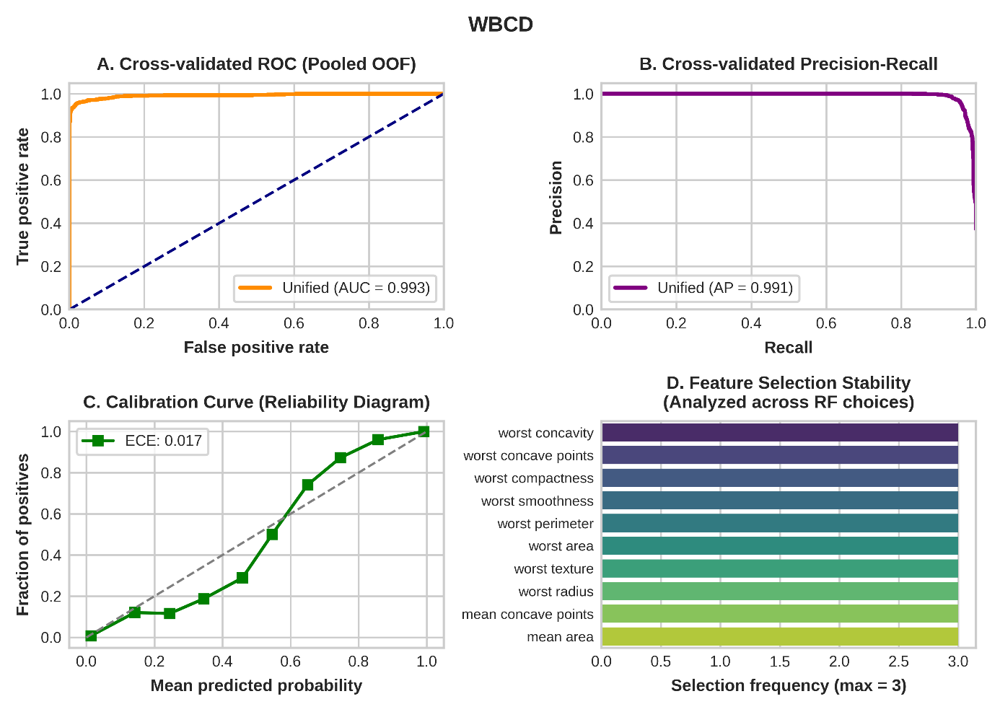 WBCD
A. Cross-validated ROC (Pooled OOF)
True positive rate
1.0
0.8
0.6
0.4
0.2
0.0
Unified (AUC = 0.993)
0.0 0.2 0.4 0.6 0.8 1.0
False positive rate
B. Cross-validated Precision-Recall
Precision
1.0
0.8
0.6
0.4
0.2
0.0
Unified (AP = 0.991)
0.0 0.2 0.4 0.6 0.8 1.0
Recall
C. Calibration Curve (Reliability Diagram)
Fraction of positives
1.0
0.8
0.6
0.4
0.2
0.0
ECE: 0.017
0.0 0.2 0.4 0.6 0.8 1.0
Mean predicted probability
D. Feature Selection Stability
(Analyzed across RF choices)
worst concavity
worst concave points
worst compactness
worst smoothness
worst perimeter
worst area
worst texture
worst radius
mean concave points
mean area
0.0 0.5 1.0 1.5 2.0 2.5 3.0
Selection frequency (max = 3)